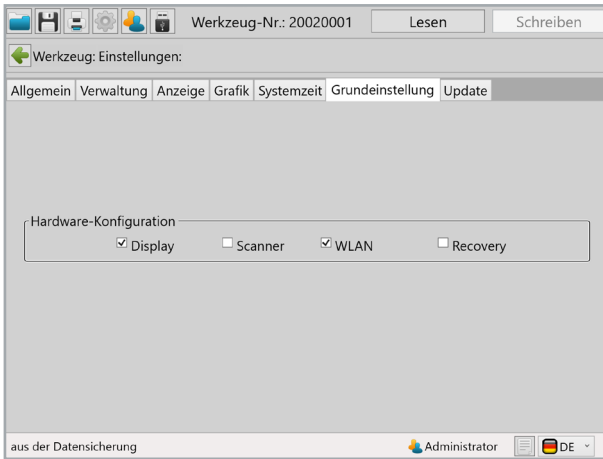 Werkzeug-Nr.: 20020001 Lesen Schreiben
Werkzeug: Einstellungen:
Allgemein Verwaltung Anzeige Grafik Systemzeit Grundeinstellung Update
Hardware-Konfiguration
Display Scanner WLAN Recovery
aus der Datensicherung Administrator DE